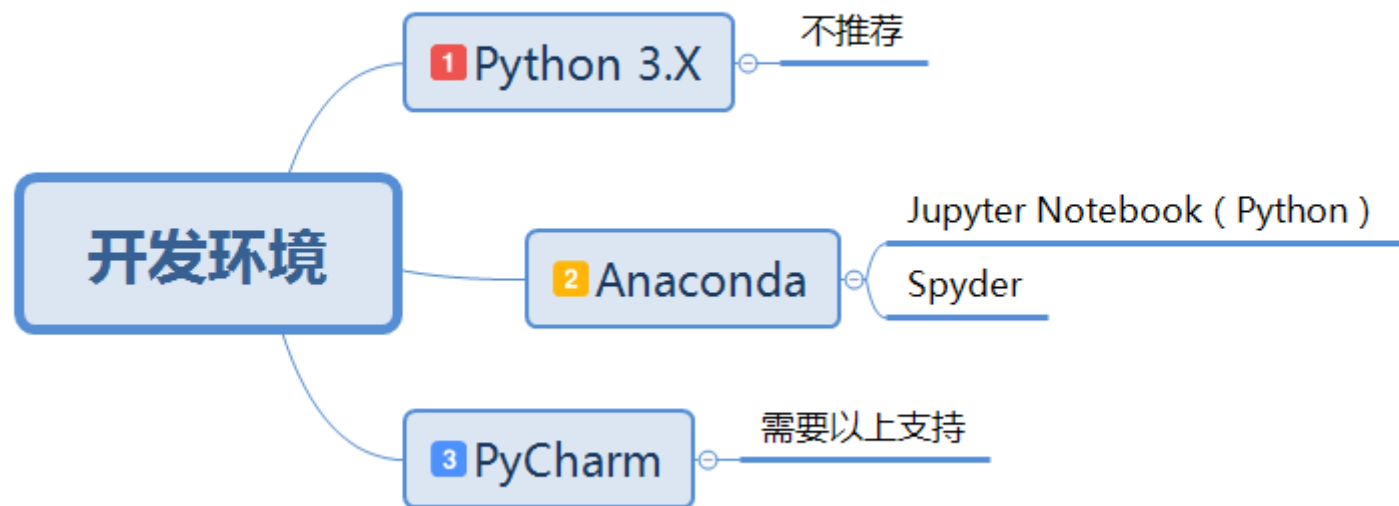 开发环境
1 Python 3.X
不推荐
2 Anaconda
Jupyter Notebook ( Python )
Spyder
3 PyCharm
需要以上支持